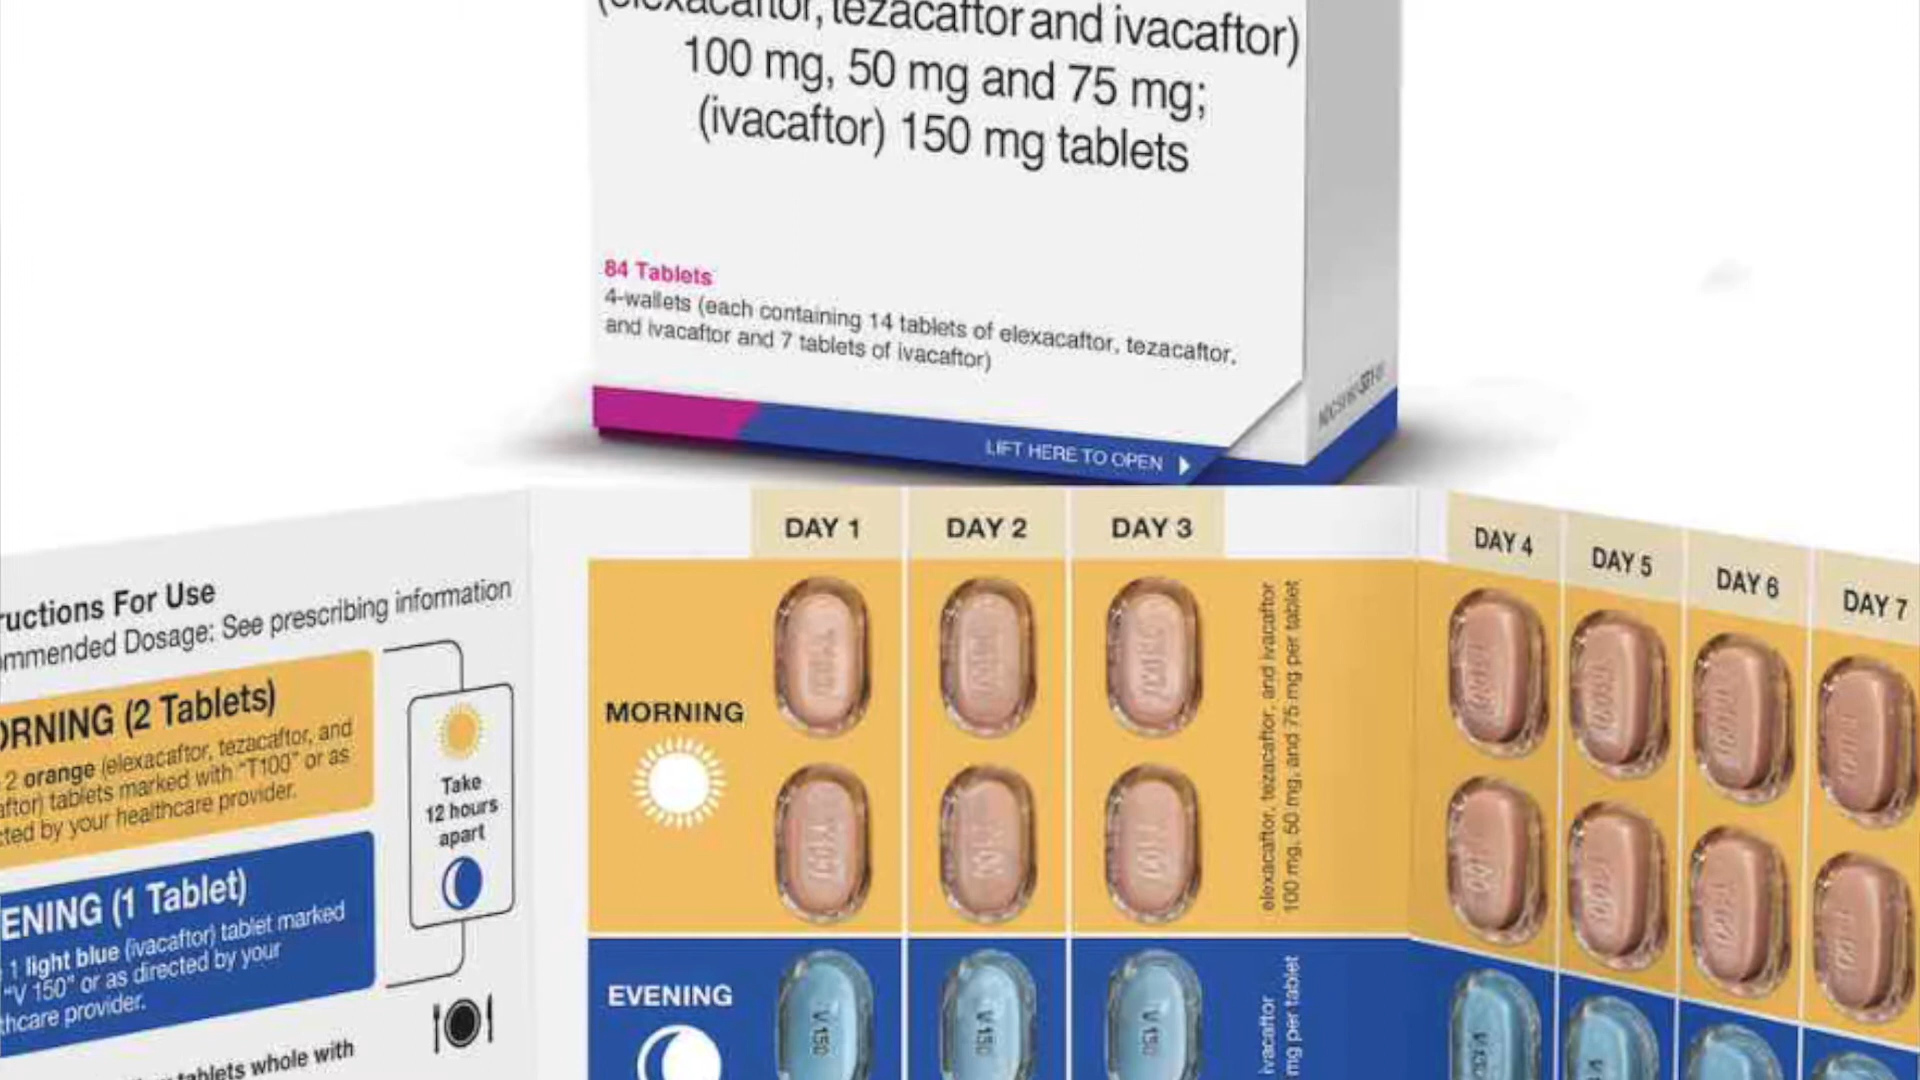 (elexacaftor, tezacaftor and ivacaftor)
100 mg, 50 mg and 75 mg;
(ivacaftor) 150 mg tablets
84 Tablets
4-wallets (each containing 14 tablets of elexacaftor, tezacaftor,
and ivacaftor and 7 tablets of ivacaftor)
LIFT HERE TO OPEN
ructions For Use
ommended Dosage: See prescribing information
ORNING (2 Tablets)
2 orange (elexacaftor, tezacaftor, and
aftor) tablets marked with "T100" or as
cted by your healthcare provider.
Take
12 hours
apart
ENING (1 Tablet)
1 light blue (ivacaftor) tablet marked
"V 150" or as directed by your
thcare provider.
tablets whole with
DAY 1
DAY 2
DAY 3
DAY 4
DAY 5
DAY 6
DAY 7
MORNING
elexacaftor, tezacaftor, and ivacaftor
100 mg, 50 mg, and 75 mg per tablet
EVENING
V 150
V 150
V 150
ivacaftor
mg per tablet